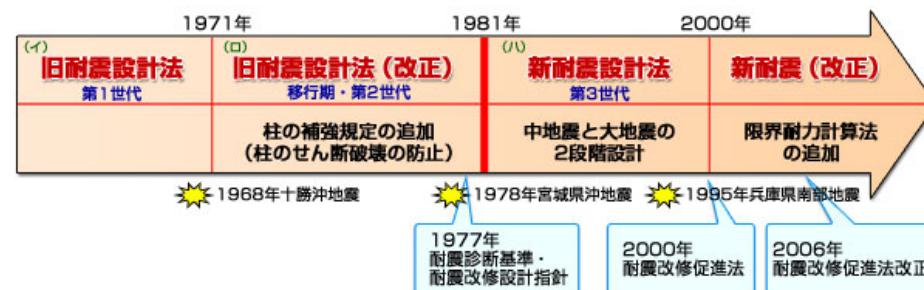 1971年
1981年
2000年
(イ)
旧耐震設計法
第1世代
(ロ)
旧耐震設計法(改正)
移行期・第2世代
(ハ)
新耐震設計法
第3世代
新耐震(改正)
柱の補強規定の追加
(柱のせん断破壊の防止)
中地震と大地震の
2段階設計
限界耐力計算法
の追加
1968年十勝沖地震
1978年宮城県沖地震
1995年兵庫県南部地震
1977年
耐震診断基準・
耐震改修設計指針
2000年
耐震改修促進法
2006年
耐震改修促進法改正